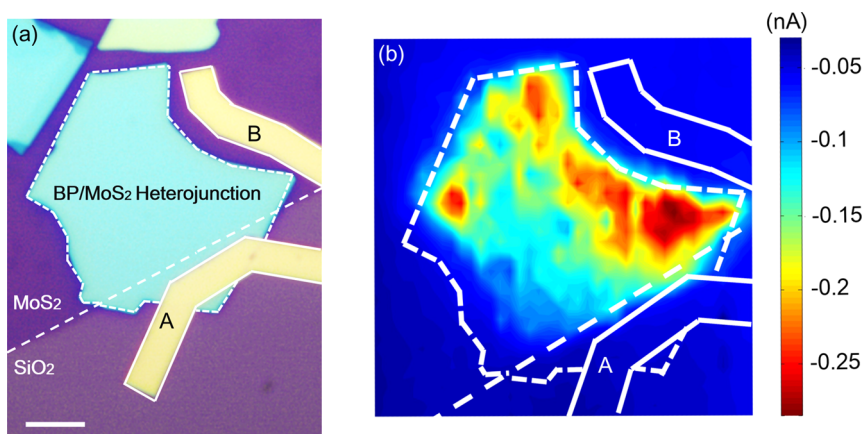 (a)
B
BP/MoS₂ Heterojunction
MoS₂
A
SiO₂
(b)
B
A
(nA)
-0.05
-0.1
-0.15
-0.2
-0.25